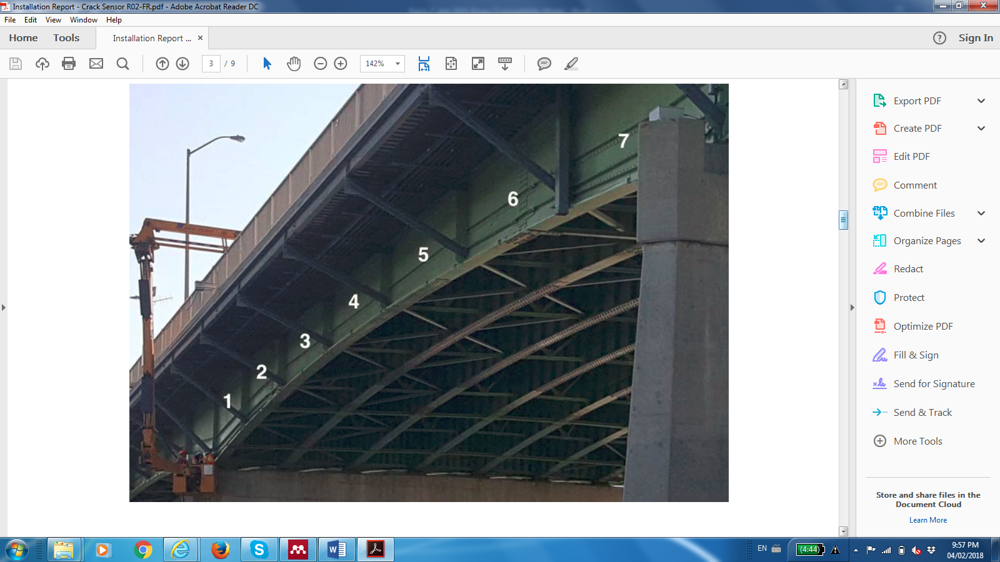 Installation Report - Crack Sensor R02-FR.pdf - Adobe Acrobat Reader DC
File Edit View Window Help
Home Tools Installation Report ... × ? Sign In
3 / 9 142%
7
6
5
4
3
2
1
Export PDF
Create PDF
Edit PDF
Comment
Combine Files
Organize Pages
Redact
Protect
Optimize PDF
Fill & Sign
Send for Signature
Send & Track
More Tools
Store and share files in the
Document Cloud
Learn More
EN (4:44) 9:57 PM
04/02/2018